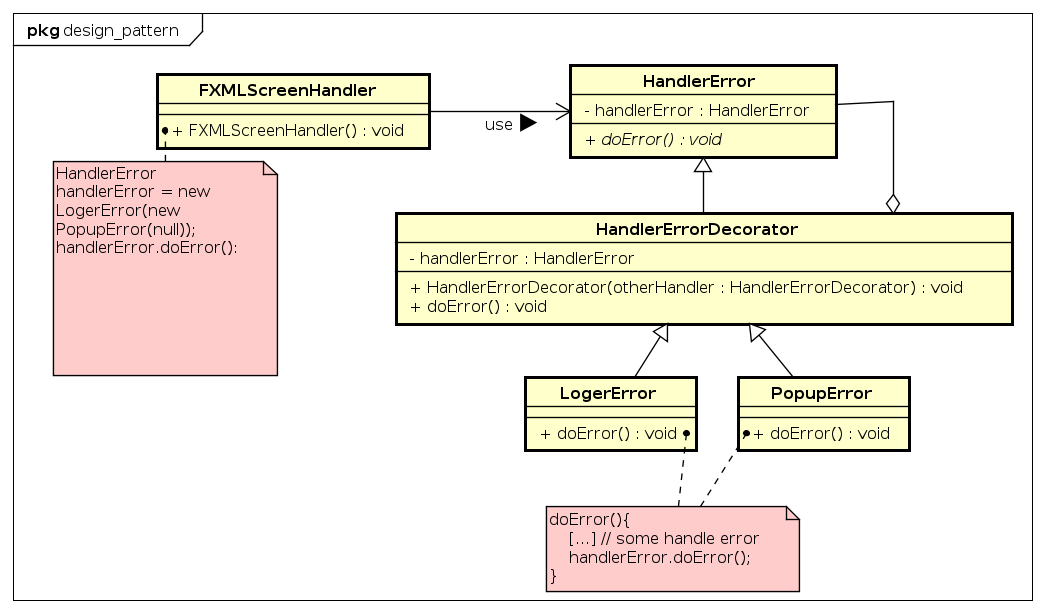 pkg design_pattern
FXMLScreenHandler
+ FXMLScreenHandler() : void
use
HandlerError
- handlerError : HandlerError
+ doError() : void
HandlerError
handlerError = new
LogerError(new
PopupError(null));
handlerError.doError():
HandlerErrorDecorator
- handlerError : HandlerError
+ HandlerErrorDecorator(otherHandler : HandlerErrorDecorator) : void
+ doError() : void
LogerError
+ doError() : void
PopupError
+ doError() : void
doError(){
[...] // some handle error
handlerError.doError();
}